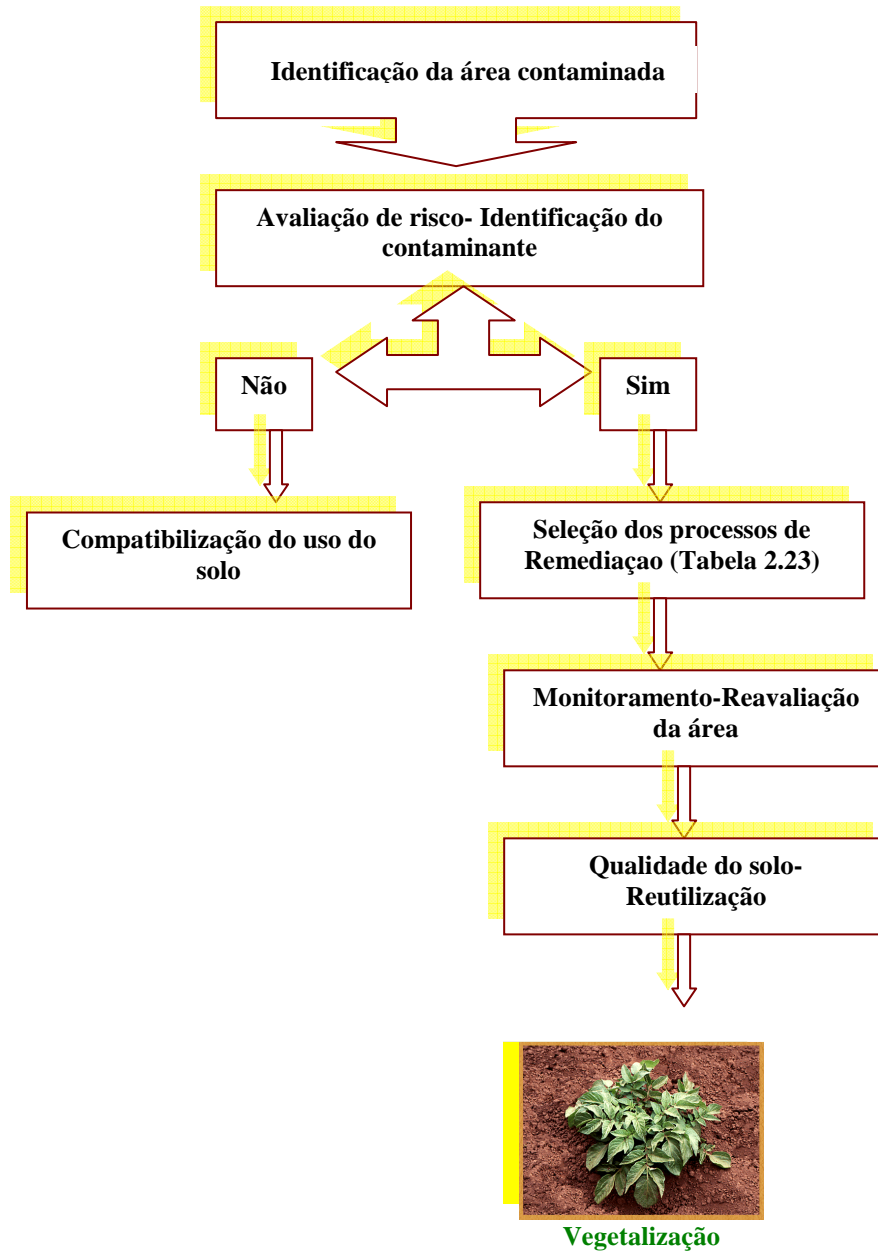 Identificação da área contaminada
Avaliação de risco- Identificação do
contaminante
Não
Sim
Compatibilização do uso do
solo
Seleção dos processos de
Remediaçao (Tabela 2.23)
Monitoramento-Reavaliação
da área
Qualidade do solo-
Reutilização
Vegetalização